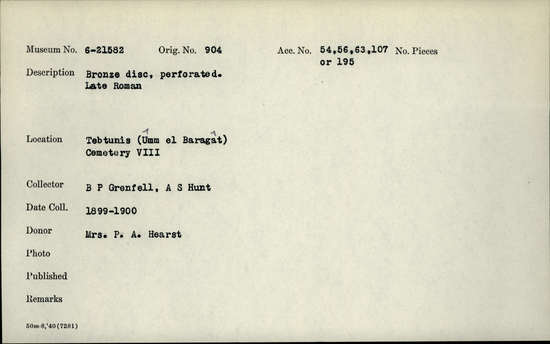 Museum No. 6-21582 Orig. No. 904 Acc. No. 54,56,63,107 No. Pieces
or 195
Description Bronze disc, perforated.
Late Roman
Location Tebtunis (Umm el Baragât)
Cemetery VIII
Collector B P Grenfell, A S Hunt
Date Coll. 1899-1900
Donor Mrs. P. A. Hearst
Photo
Published
Remarks
50m-8,'40(7281)